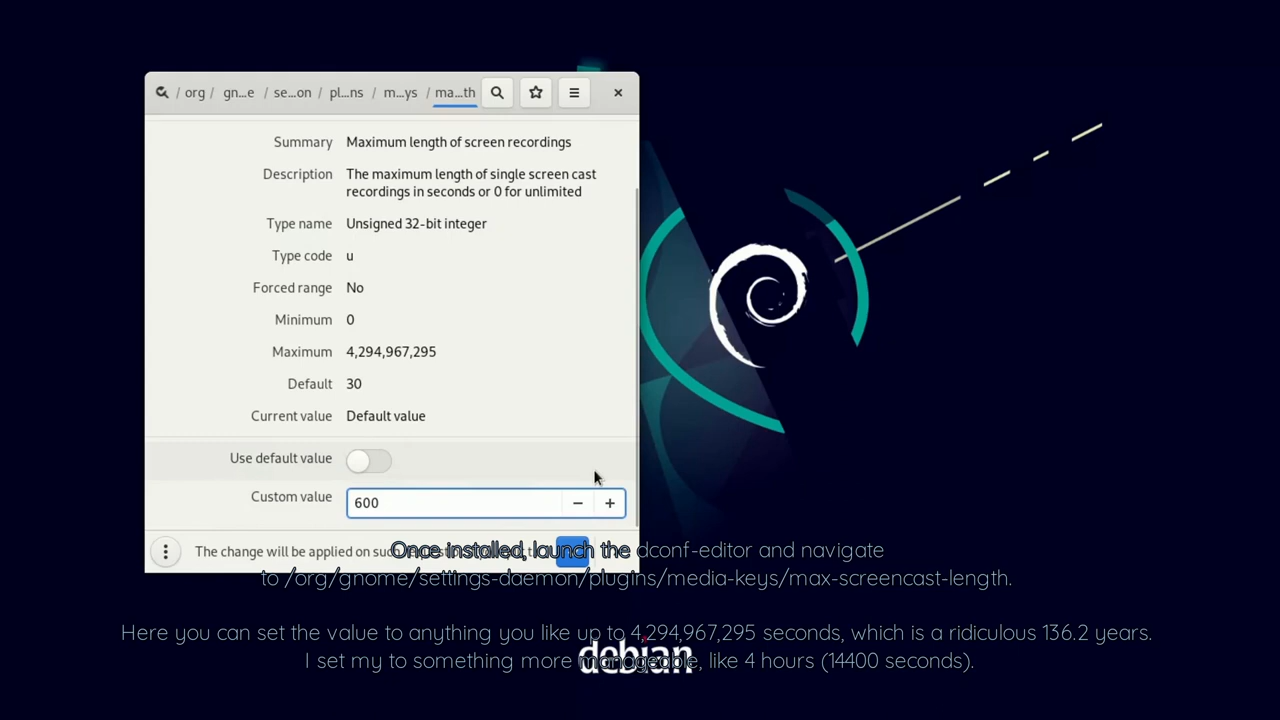 / org / gn…e / se…on / pl…ns / m…ys / ma…th
Summary Maximum length of screen recordings
Description The maximum length of single screen cast
recordings in seconds or 0 for unlimited
Type name Unsigned 32-bit integer
Type code u
Forced range No
Minimum 0
Maximum 4,294,967,295
Default 30
Current value Default value
Use default value
Custom value 600
The change will be applied on
Once installed, launch the dconf-editor and navigate
to /org/gnome/settings-daemon/plugins/media-keys/max-screencast-length.
Here you can set the value to anything you like up to 4,294,967,295 seconds, which is a ridiculous 136.2 years.
I set my to something more manageable, like 4 hours (14400 seconds).
debian